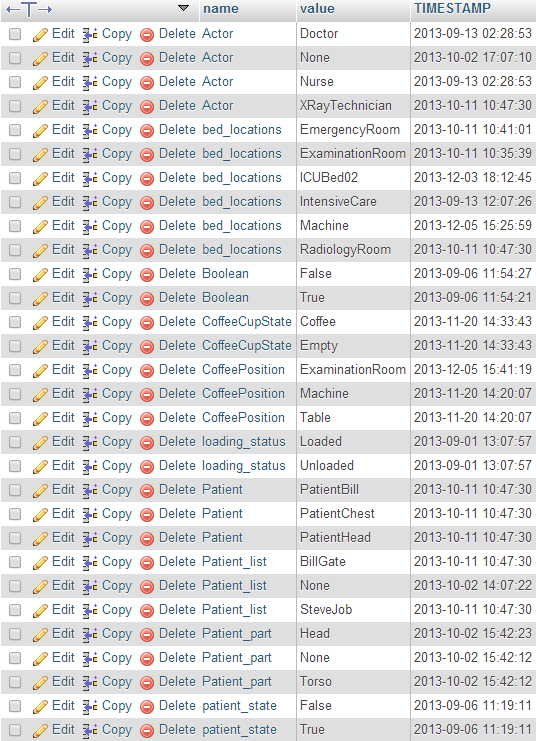 name value TIMESTAMP
Edit Copy Delete Actor Doctor 2013-09-13 02:28:53
Edit Copy Delete Actor None 2013-10-02 17:07:10
Edit Copy Delete Actor Nurse 2013-09-13 02:28:53
Edit Copy Delete Actor XRayTechnician 2013-10-11 10:47:30
Edit Copy Delete bed_locations EmergencyRoom 2013-10-11 10:41:01
Edit Copy Delete bed_locations ExaminationRoom 2013-10-11 10:35:39
Edit Copy Delete bed_locations ICUBed02 2013-12-03 18:12:45
Edit Copy Delete bed_locations IntensiveCare 2013-09-13 12:07:26
Edit Copy Delete bed_locations Machine 2013-12-05 15:25:59
Edit Copy Delete bed_locations RadiologyRoom 2013-10-11 10:47:30
Edit Copy Delete Boolean False 2013-09-06 11:54:27
Edit Copy Delete Boolean True 2013-09-06 11:54:21
Edit Copy Delete CoffeeCupState Coffee 2013-11-20 14:33:43
Edit Copy Delete CoffeeCupState Empty 2013-11-20 14:33:43
Edit Copy Delete CoffeePosition ExaminationRoom 2013-12-05 15:41:19
Edit Copy Delete CoffeePosition Machine 2013-11-20 14:20:07
Edit Copy Delete CoffeePosition Table 2013-11-20 14:20:07
Edit Copy Delete loading_status Loaded 2013-09-01 13:07:57
Edit Copy Delete loading_status Unloaded 2013-09-01 13:07:57
Edit Copy Delete Patient PatientBill 2013-10-11 10:47:30
Edit Copy Delete Patient PatientChest 2013-10-11 10:47:30
Edit Copy Delete Patient PatientHead 2013-10-11 10:47:30
Edit Copy Delete Patient_list BillGate 2013-10-11 10:47:30
Edit Copy Delete Patient_list None 2013-10-02 14:07:22
Edit Copy Delete Patient_list SteveJob 2013-10-11 10:47:30
Edit Copy Delete Patient_part Head 2013-10-02 15:42:23
Edit Copy Delete Patient_part None 2013-10-02 15:42:12
Edit Copy Delete Patient_part Torso 2013-10-02 15:42:12
Edit Copy Delete patient_state False 2013-09-06 11:19:11
Edit Copy Delete patient_state True 2013-09-06 11:19:11